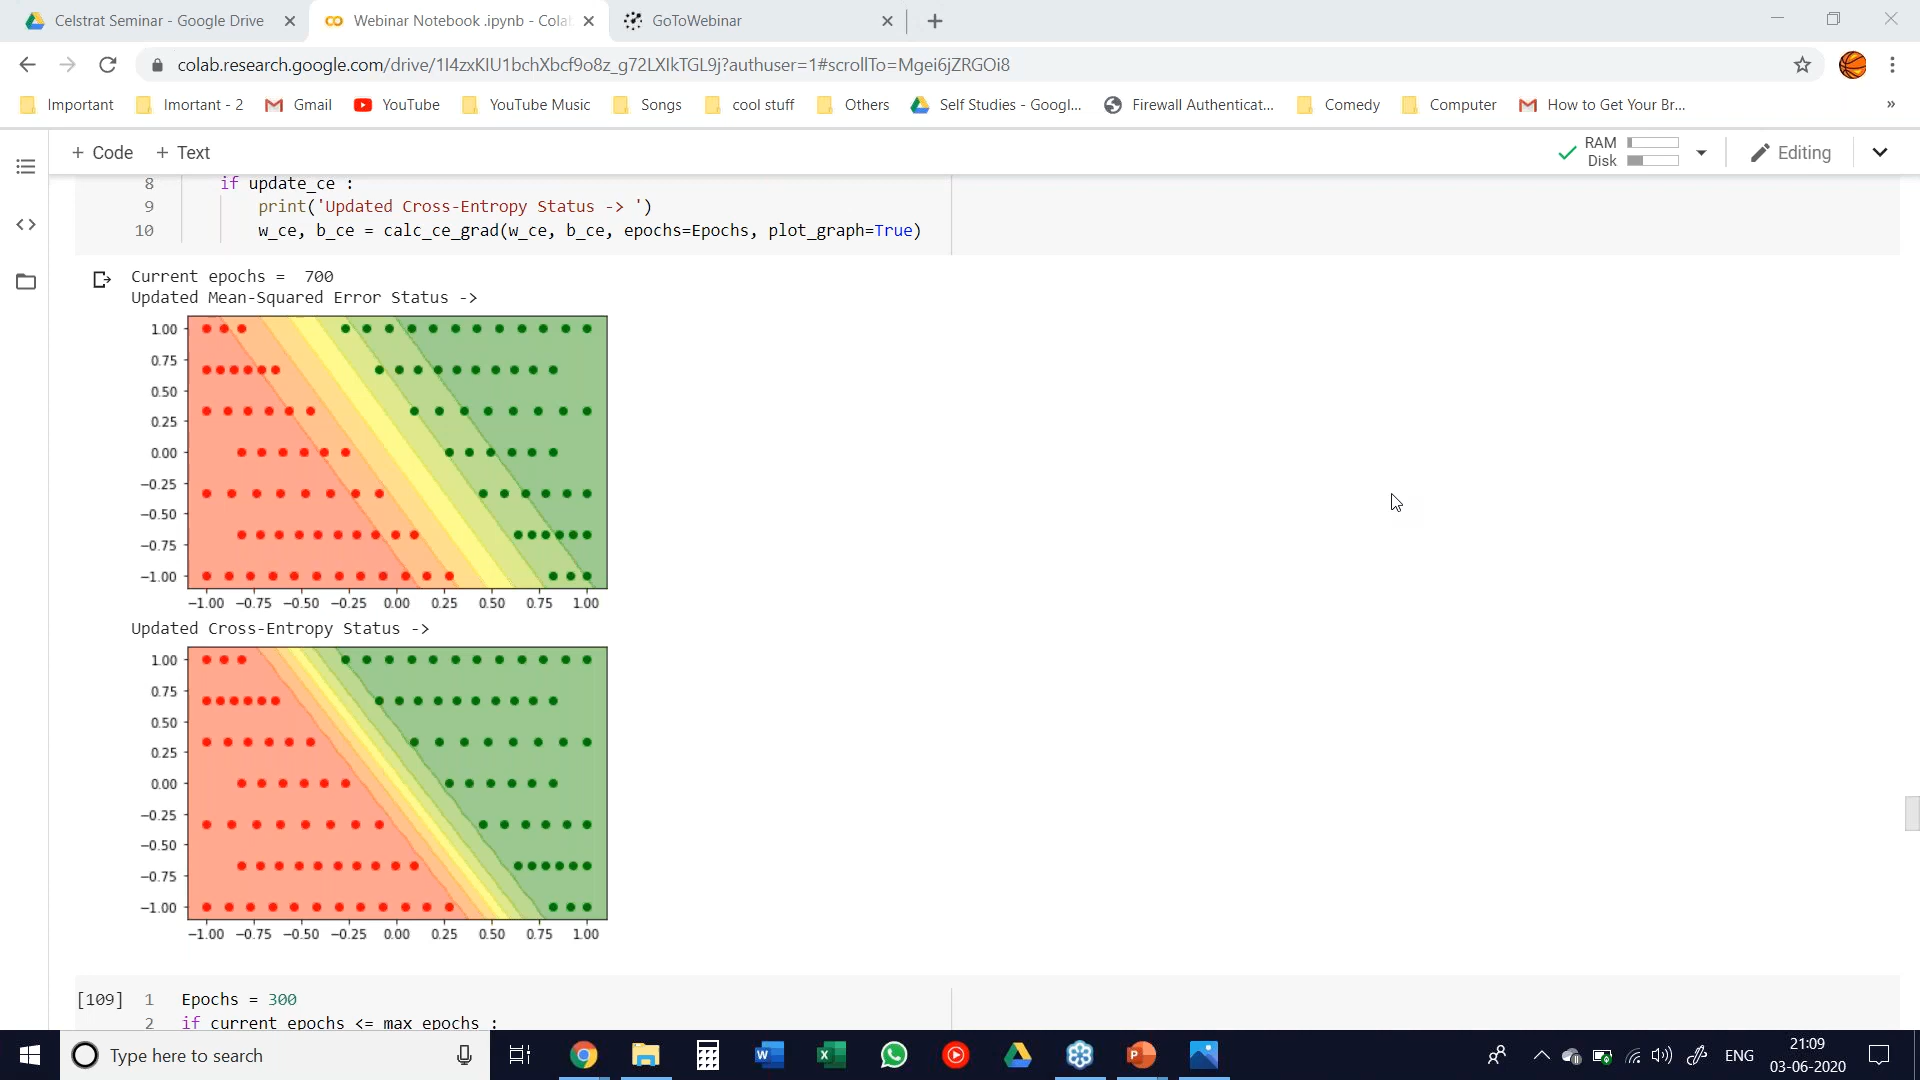 Celstrat Seminar - Google Drive
Webinar Notebook .ipynb - Cola
GoToWebinar
colab.research.google.com/drive/1I4zxKIU1bchXbcf9o8z_g72LXIkTGL9j?authuser=1#scrollTo=Mgei6jZRGOi8
Important
Imortant - 2
Gmail
YouTube
YouTube Music
Songs
cool stuff
Others
Self Studies - Googl...
Firewall Authenticat...
Comedy
Computer
How to Get Your Br...
»
+ Code + Text
RAM
Disk
Editing
8 if update_ce :
9 print('Updated Cross-Entropy Status -> ')
10 w_ce, b_ce = calc_ce_grad(w_ce, b_ce, epochs=Epochs, plot_graph=True)
Current epochs = 700
Updated Mean-Squared Error Status ->
1.00
0.75
0.50
0.25
0.00
−0.25
−0.50
−0.75
−1.00
−1.00 −0.75 −0.50 −0.25 0.00 0.25 0.50 0.75 1.00
Updated Cross-Entropy Status ->
1.00
0.75
0.50
0.25
0.00
−0.25
−0.50
−0.75
−1.00
−1.00 −0.75 −0.50 −0.25 0.00 0.25 0.50 0.75 1.00
[109] 1 Epochs = 300
2 if current_epochs <= max_epochs :
Type here to search
ENG
21:09
03-06-2020